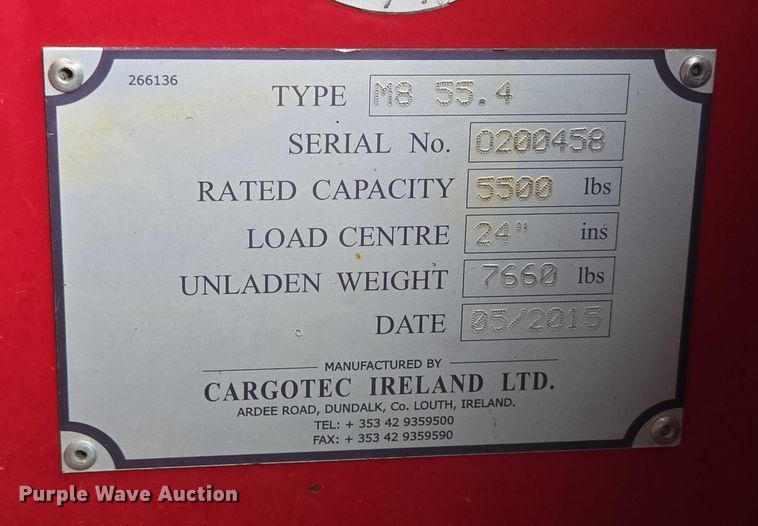 266136
TYPE M8 55.4
SERIAL No. 0200458
RATED CAPACITY 5500 lbs
LOAD CENTRE 24" ins
UNLADEN WEIGHT 7660 lbs
DATE 05/2015
MANUFACTURED BY
CARGOTEC IRELAND LTD.
ARDEE ROAD, DUNDALK, Co. LOUTH, IRELAND.
TEL: + 353 42 9359500
FAX: + 353 42 9359590
Purple Wave Auction